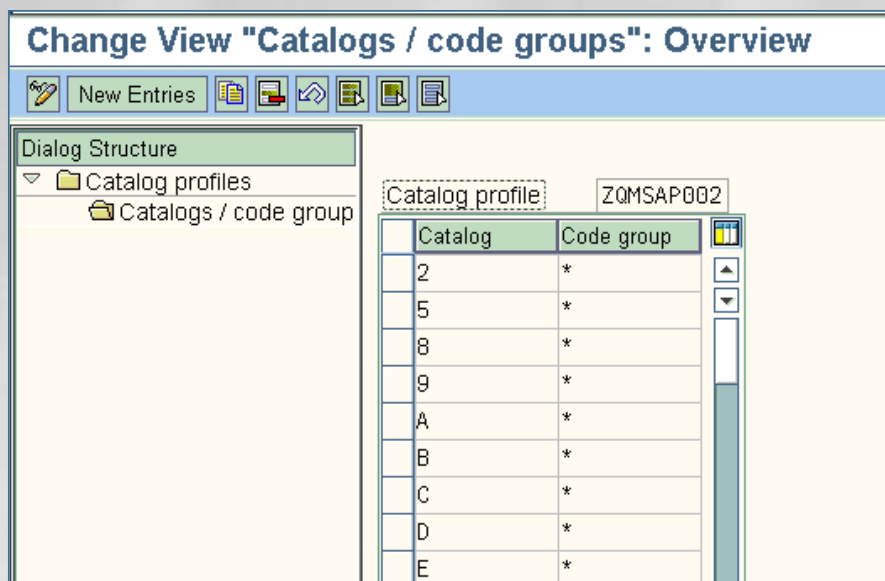 Change View "Catalogs / code groups": Overview
New Entries
Dialog Structure
Catalog profiles
Catalogs / code group
Catalog profile ZQMSAP002
Catalog Code group
2 *
5 *
8 *
9 *
A *
B *
C *
D *
E *